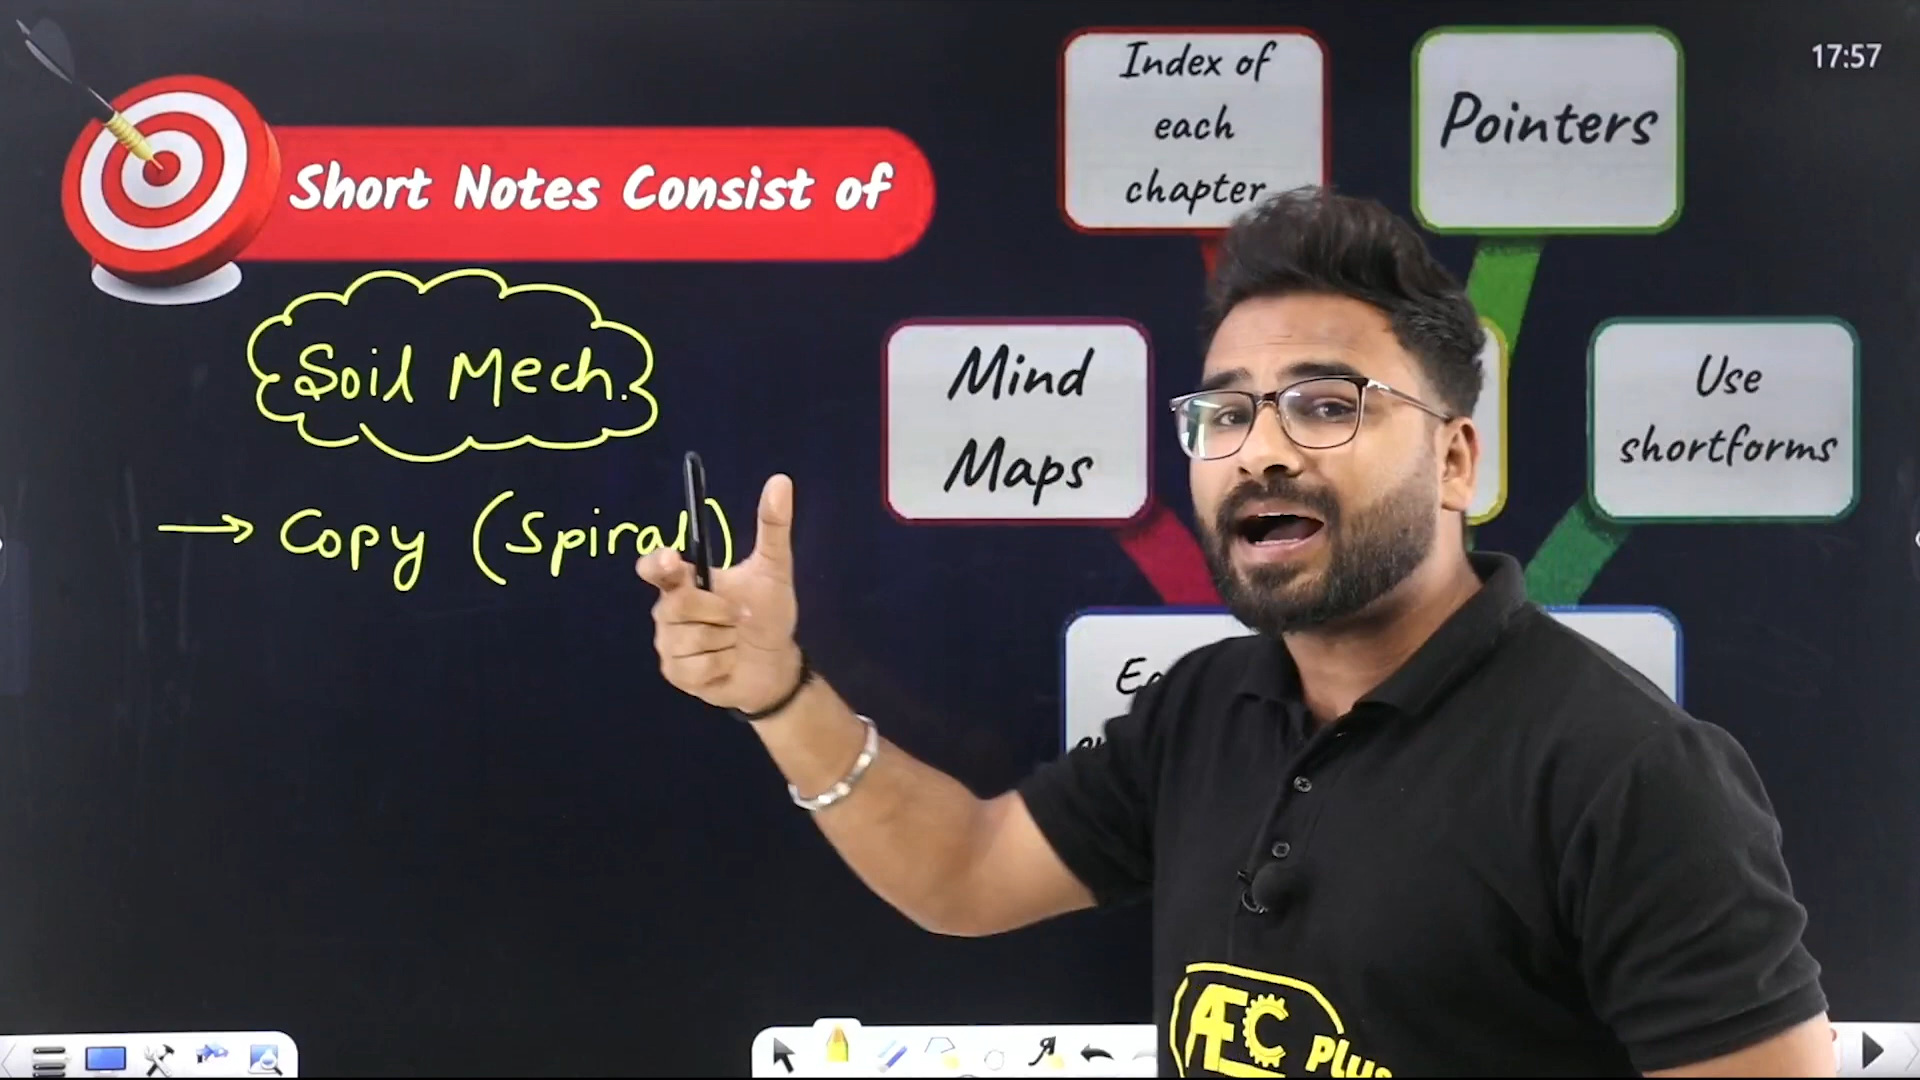 17:57
Short Notes Consist of
Index of
each
chapter
Pointers
Soil Mech.
Mind
Maps
Use
shortforms
→ Copy (Spiral)
AEC Plus